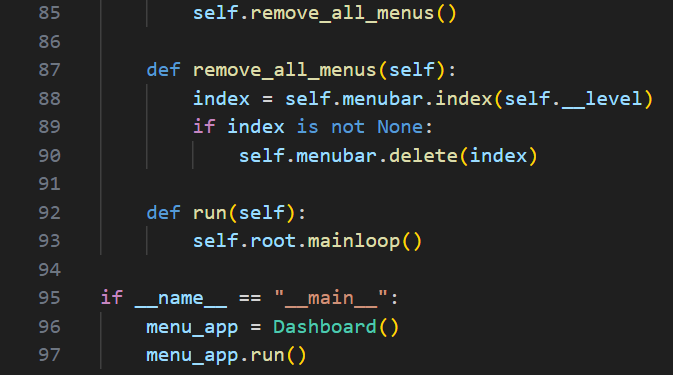 85 self.remove_all_menus()
86
87 def remove_all_menus(self):
88 index = self.menubar.index(self.__level)
89 if index is not None:
90 self.menubar.delete(index)
91
92 def run(self):
93 self.root.mainloop()
94
95 if __name__ == "__main__":
96 menu_app = Dashboard()
97 menu_app.run()